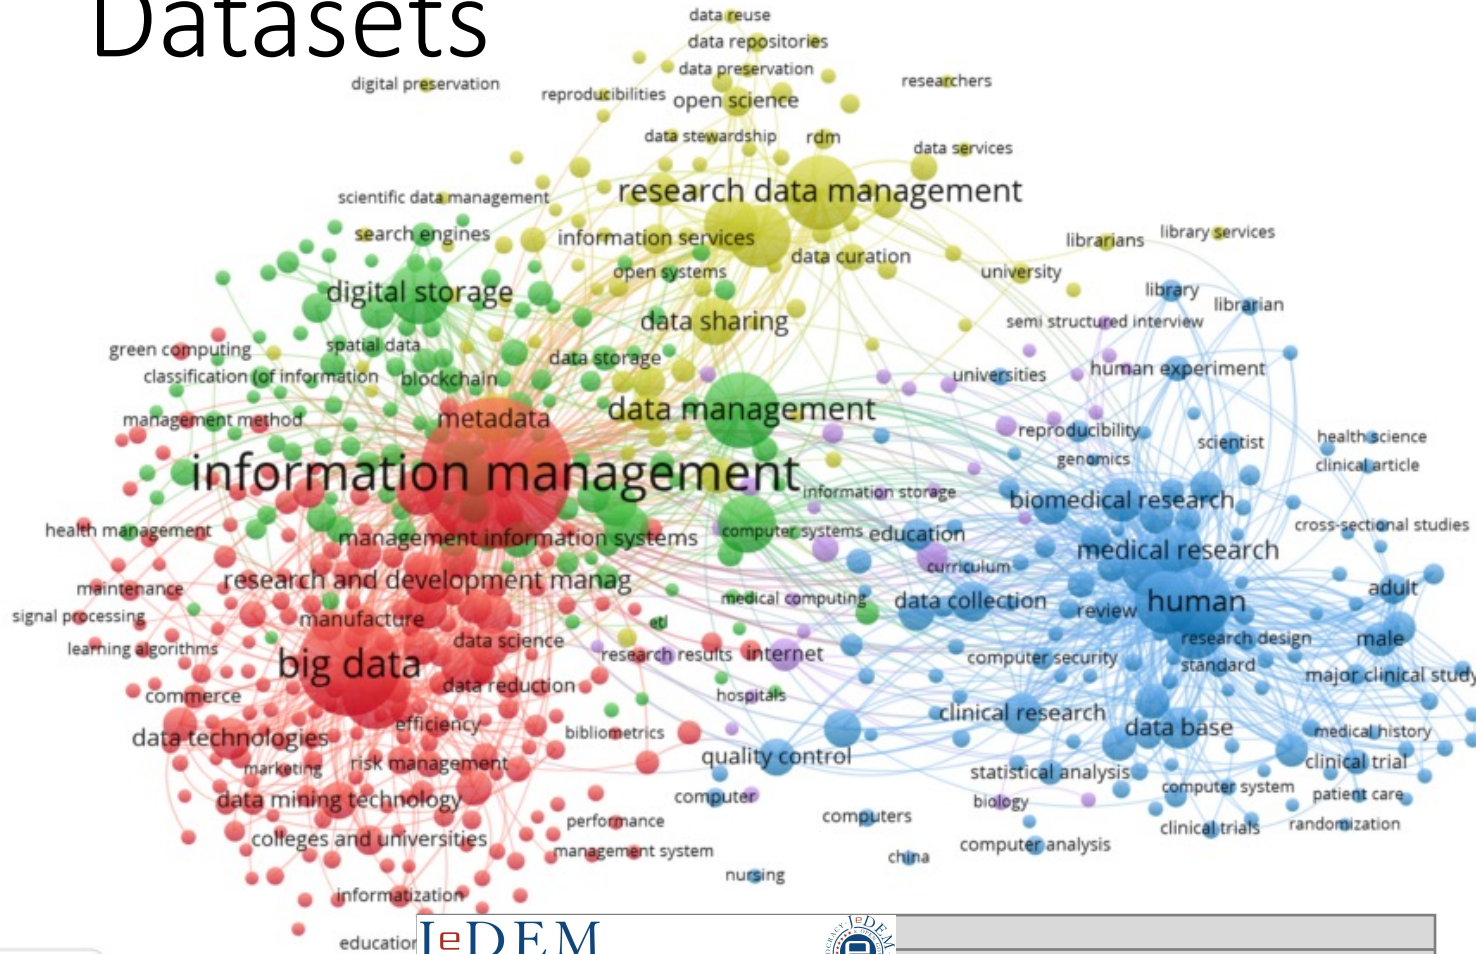 Datasets
data reuse
data repositories
data preservation
digital preservation
researchers
reproducibilities
open science
data stewardship
rdm
data services
research data management
scientific data management
search engines
information services
librarians
library services
data curation
open systems
university
digital storage
library
librarian
data sharing
semi structured interview
green computing
spatial data
data storage
classification (of information
blockchain
universities
human experiment
management method
metadata
data management
reproducibility
scientist
health science
genomics
clinical article
information management
information storage
biomedical research
health management
management information systems
computer systems
education
cross-sectional studies
medical research
curriculum
research and development manag
maintenance
medical computing
data collection
human
adult
signal processing
manufacture
etl
review
data science
research design
male
learning algorithms
big data
research results
internet
computer security
standard
major clinical study
data reduction
commerce
hospitals
efficiency
clinical research
data technologies
bibliometrics
data base
medical history
marketing
risk management
quality control
clinical trial
statistical analysis
data mining technology
computer
biology
computer system
patient care
performance
computers
clinical trials
randomization
colleges and universities
management system
china
computer analysis
nursing
informatization
education
JeDEM
JeDEM